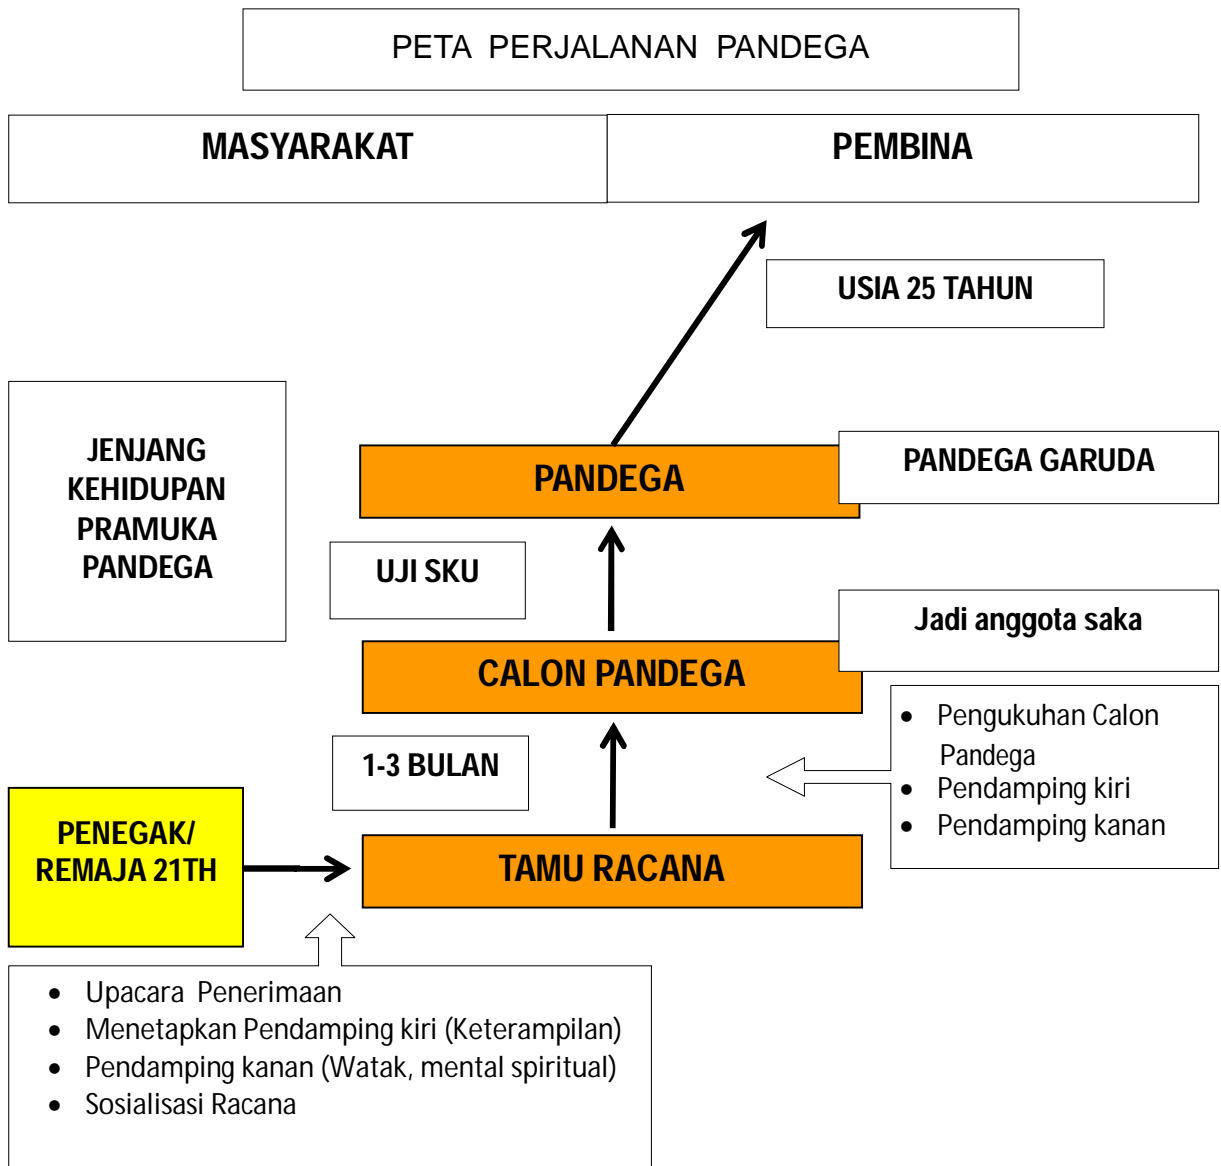 PETA PERJALANAN PANDEGA
MASYARAKAT
PEMBINA
USIA 25 TAHUN
JENJANG
KEHIDUPAN
PRAMUKA
PANDEGA
PANDEGA
PANDEGA GARUDA
UJI SKU
Jadi anggota saka
CALON PANDEGA
• Pengukuhan Calon
Pandega
• Pendamping kiri
• Pendamping kanan
1-3 BULAN
PENEGAK/
REMAJA 21TH
TAMU RACANA
• Upacara Penerimaan
• Menetapkan Pendamping kiri (Keterampilan)
• Pendamping kanan (Watak, mental spiritual)
• Sosialisasi Racana